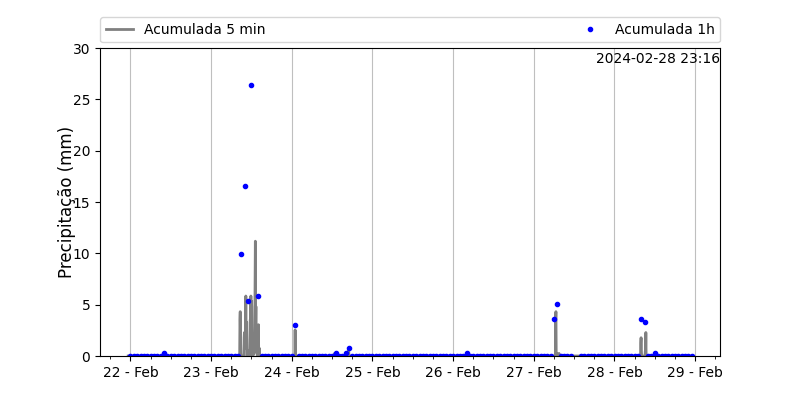 Acumulada 5 min
Acumulada 1h
2024-02-28 23:16
Precipitação (mm)
30
25
20
15
10
5
0
22 - Feb
23 - Feb
24 - Feb
25 - Feb
26 - Feb
27 - Feb
28 - Feb
29 - Feb